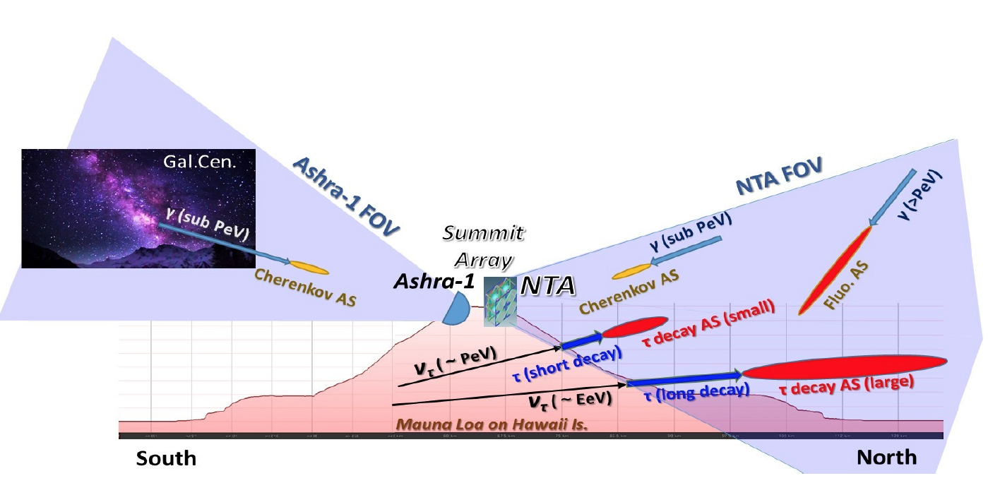 Gal.Cen.
γ (sub PeV)
Cherenkov AS
Ashra-1 FOV
Summit
Array
Ashra-1
NTA
NTA FOV
γ (sub PeV)
Cherenkov AS
γ (>PeV)
Fluo. AS
ντ (~ PeV)
τ (short decay)
τ decay AS (small)
ντ (~ EeV)
τ (long decay)
τ decay AS (large)
Mauna Loa on Hawaii Is.
South
North